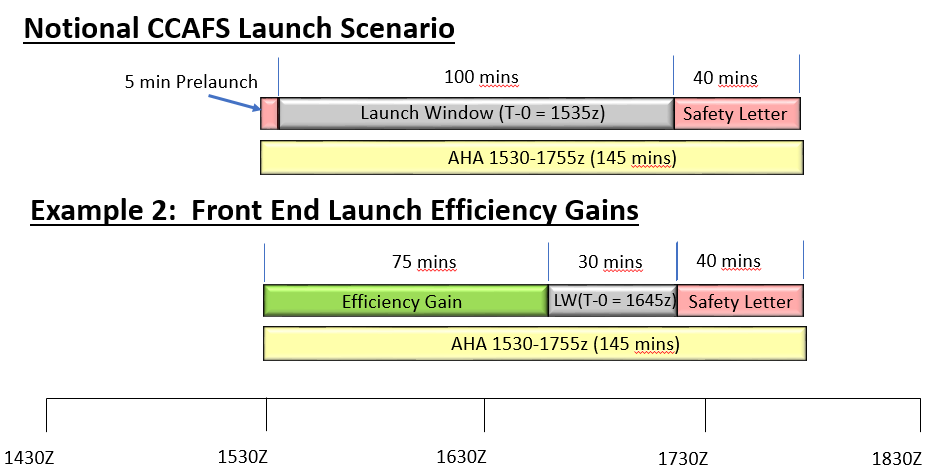 Notional CCAFS Launch Scenario
5 min Prelaunch
100 mins
40 mins
Launch Window (T-0 = 1535z)
Safety Letter
AHA 1530-1755z (145 mins)
Example 2:  Front End Launch Efficiency Gains
75 mins
30 mins
40 mins
Efficiency Gain
LW(T-0 = 1645z)
Safety Letter
AHA 1530-1755z (145 mins)
1430Z
1530Z
1630Z
1730Z
1830Z